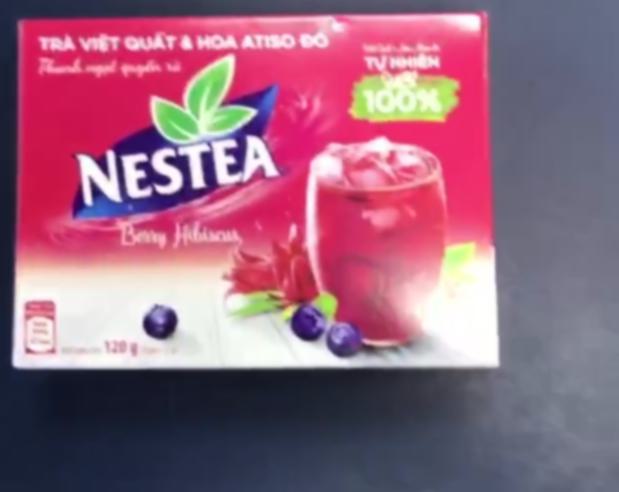 TRÀ VIỆT QUẤT & HOA ATISO ĐỎ
Thanh ngọt quyến rũ
TỰ NHIÊN
100%
NESTEA
Berry Hibiscus
120 g